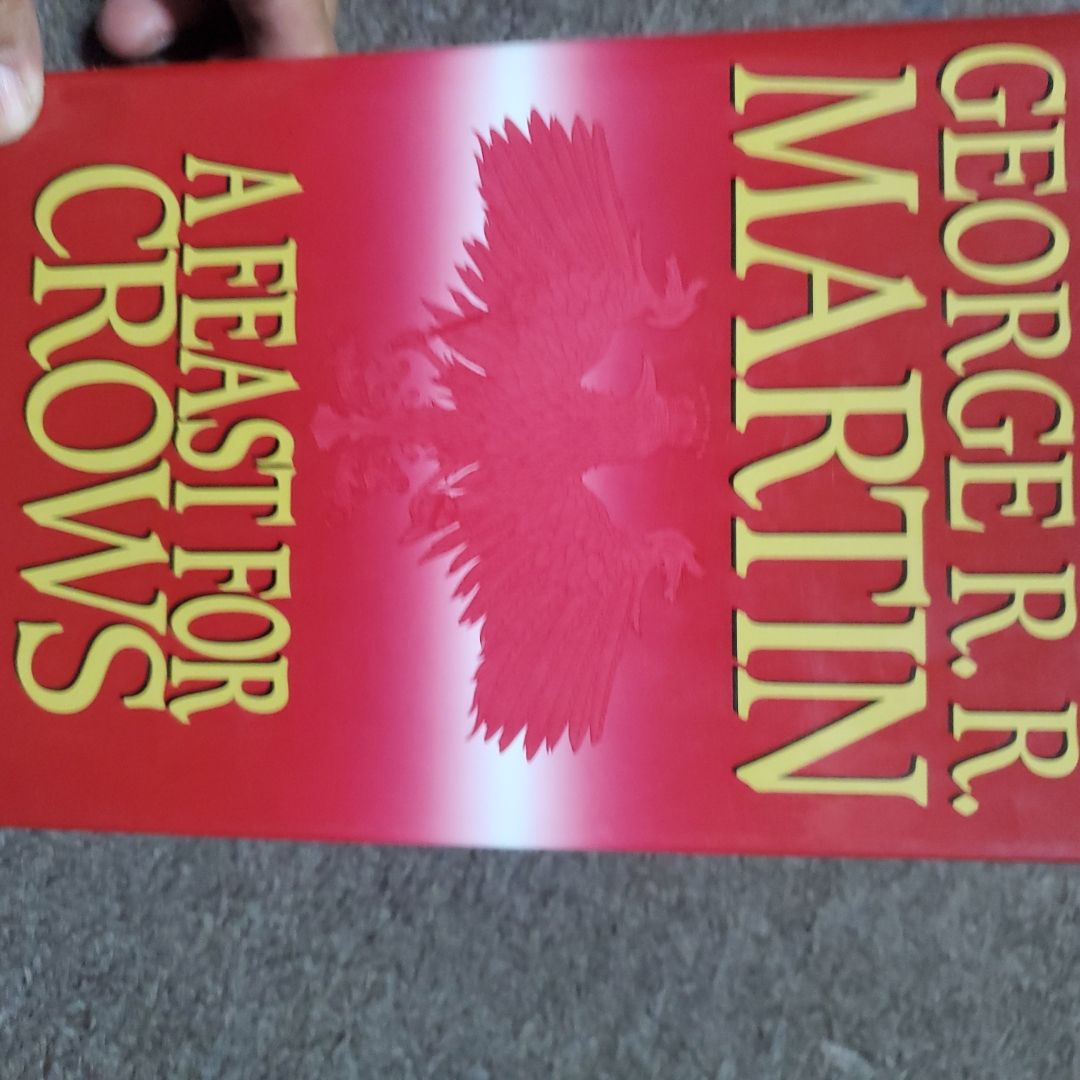 GEORGE R. R.
MARTIN
A FEAST FOR
CROWS